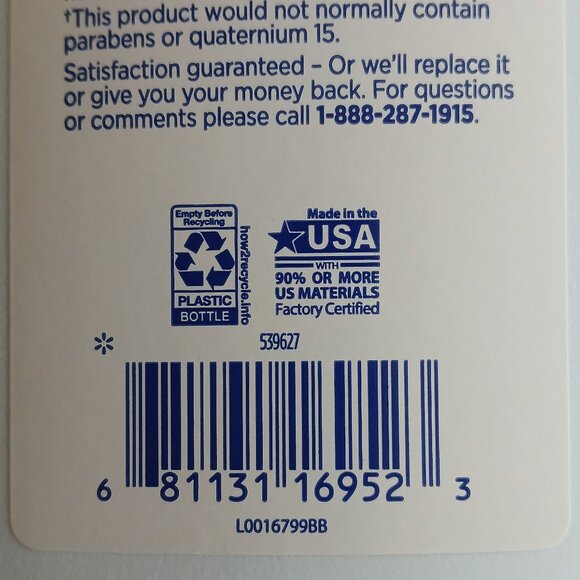 †This product would not normally contain
parabens or quaternium 15.
Satisfaction guaranteed – Or we'll replace it
or give you your money back. For questions
or comments please call 1-888-287-1915.
Empty Before
Recycling
PLASTIC
BOTTLE
how2recycle.info
Made in the
USA
WITH
90% OR MORE
US MATERIALS
Factory Certified
*
539627
6 81131 16952 3
L0016799BB